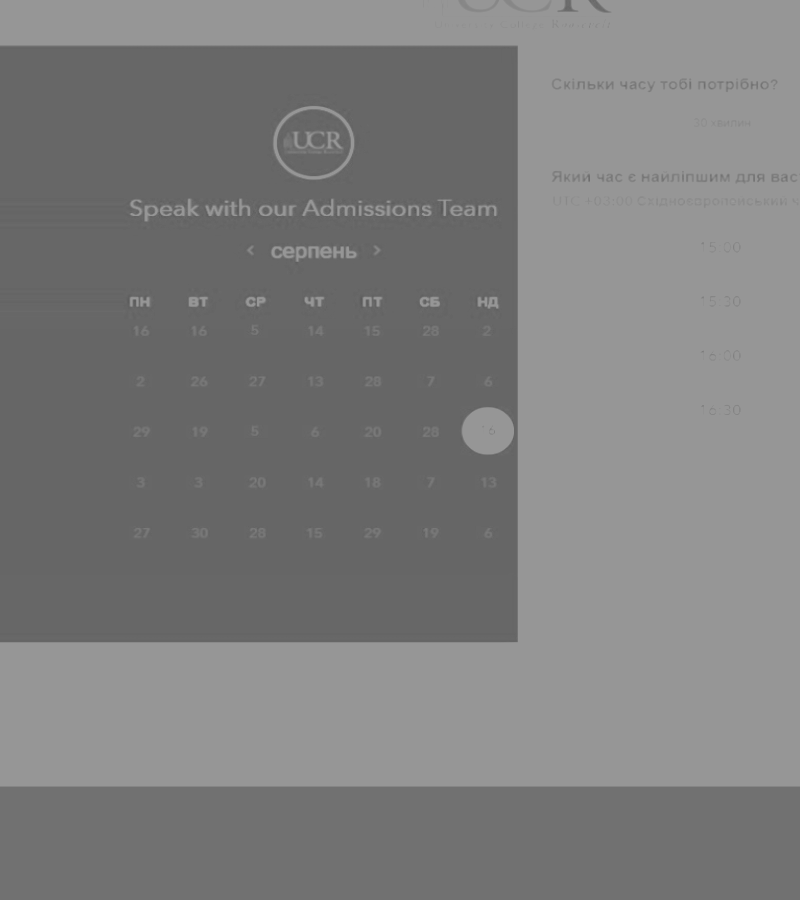 UCR
UCR
Speak with our Admissions Team
‹ серпень ›
ПН ВТ СР ЧТ ПТ СБ НД
16 16 5 14 15 28 2
2 26 27 13 28 7 6
29 19 5 6 20 28 16
3 3 20 14 18 7 13
27 30 28 15 29 19 6
Скільки часу тобі потрібно?
30 хвилин
Який час є найліпшим для вас
UTC +03:00 Східноєвропейський ч
15:00
15:30
16:00
16:30